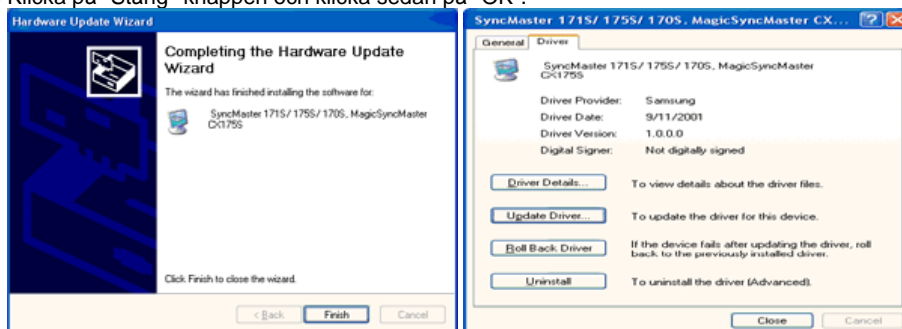 Klicka på "Stäng" knappen och klicka sedan på "OK".
Hardware Update Wizard
Completing the Hardware Update
Wizard
The wizard has finished installing the software for:
SyncMaster 171S/ 175S/ 170S, MagicSyncMaster
CX175S
Click Finish to close the wizard.
< Back
Finish
Cancel
SyncMaster 171S/ 175S/ 170S, MagicSyncMaster CX...
General
Driver
SyncMaster 171S/ 175S/ 170S, MagicSyncMaster
CX175S
Driver Provider: Samsung
Driver Date: 9/11/2001
Driver Version: 1.0.0.0
Digital Signer: Not digitally signed
Driver Details... To view details about the driver files.
Update Driver... To update the driver for this device.
Roll Back Driver If the device fails after updating the driver, roll
back to the previously installed driver.
Uninstall To uninstall the driver (Advanced).
Close
Cancel